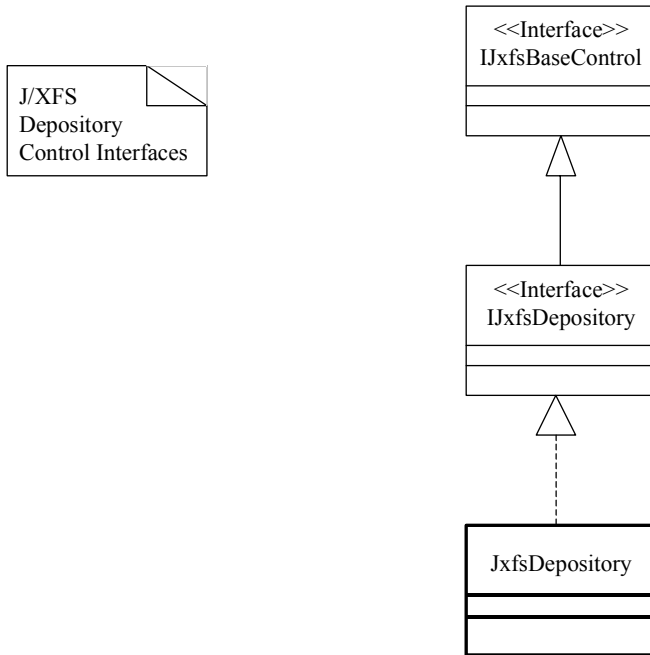 <<Interface>>
IJxfsBaseControl
J/XFS
Depository
Control Interfaces
<<Interface>>
IJxfsDepository
JxfsDepository